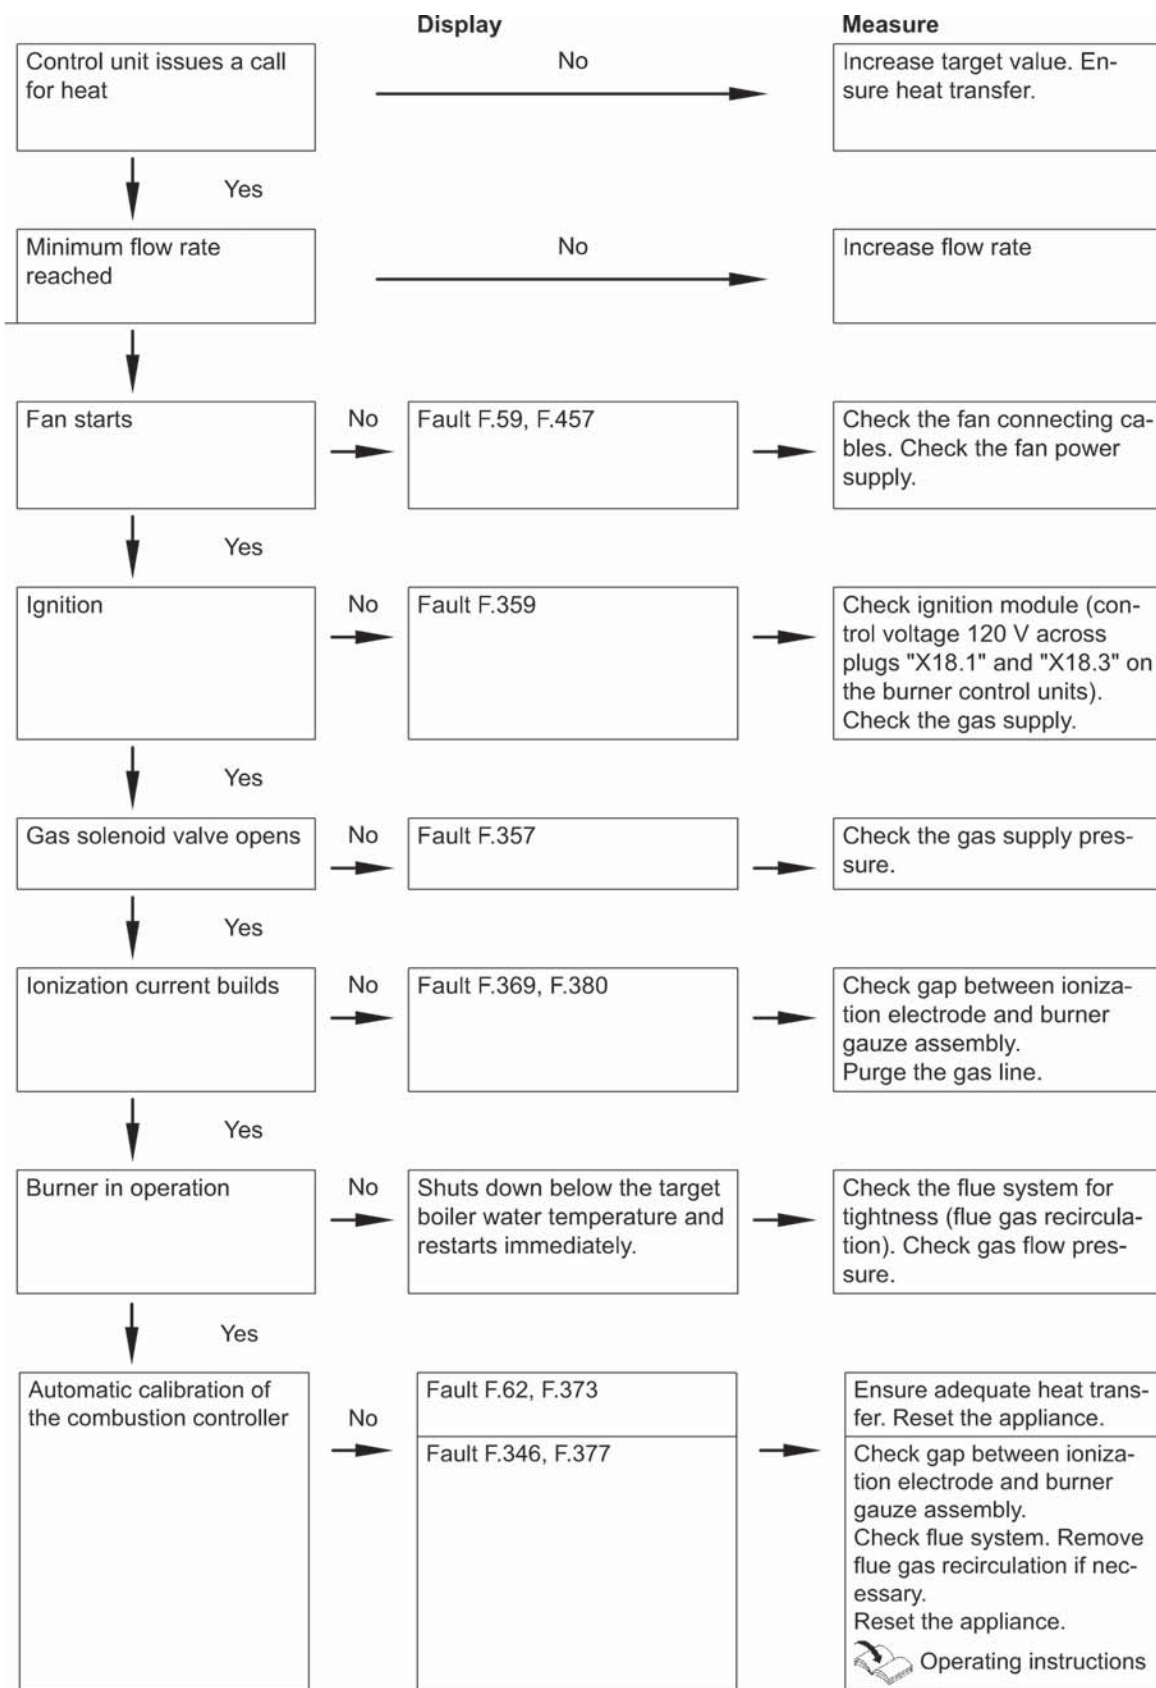 Display
Measure
Control unit issues a call
for heat
No
Increase target value. En-
sure heat transfer.
Yes
Minimum flow rate
reached
No
Increase flow rate
Fan starts
No
Fault F.59, F.457
Check the fan connecting ca-
bles. Check the fan power
supply.
Yes
Ignition
No
Fault F.359
Check ignition module (con-
trol voltage 120 V across
plugs "X18.1" and "X18.3" on
the burner control units).
Check the gas supply.
Yes
Gas solenoid valve opens
No
Fault F.357
Check the gas supply pres-
sure.
Yes
Ionization current builds
No
Fault F.369, F.380
Check gap between ioniza-
tion electrode and burner
gauze assembly.
Purge the gas line.
Yes
Burner in operation
No
Shuts down below the target
boiler water temperature and
restarts immediately.
Check the flue system for
tightness (flue gas recircula-
tion). Check gas flow pres-
sure.
Yes
Automatic calibration of
the combustion controller
No
Fault F.62, F.373
Ensure adequate heat trans-
fer. Reset the appliance.
Fault F.346, F.377
Check gap between ioniza-
tion electrode and burner
gauze assembly.
Check flue system. Remove
flue gas recirculation if nec-
essary.
Reset the appliance.
Operating instructions